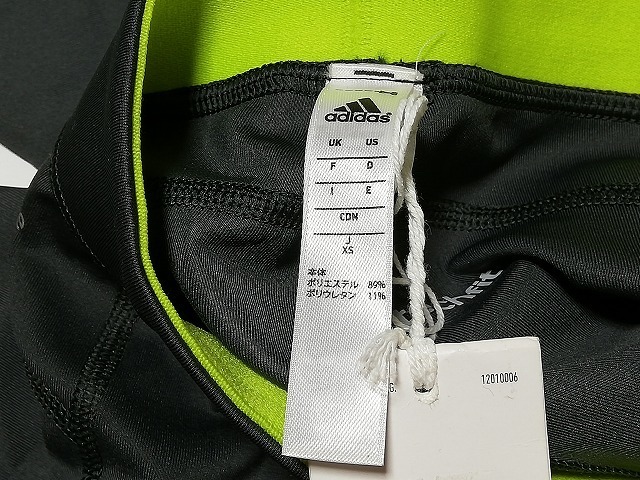 adidas
UK US
F D
I E
CDN
J
XS
本体
ポリエステル 89%
ポリウレタン 11%
chfit
G.
12010006